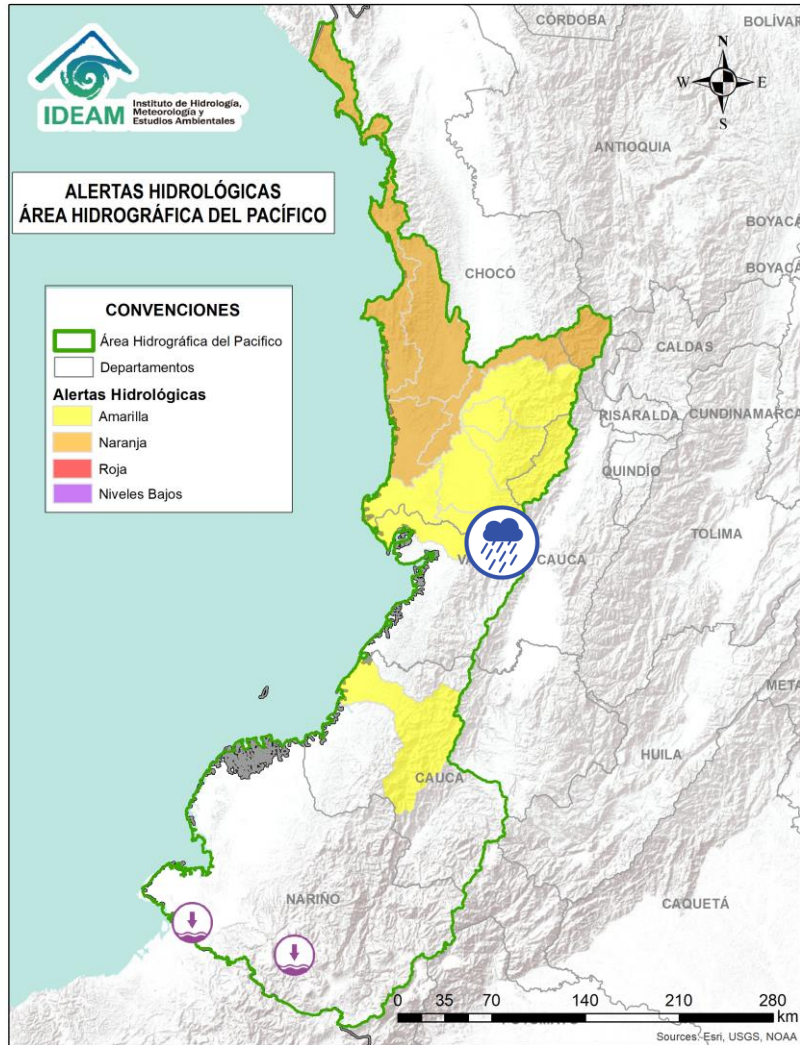 IDEAM
Instituto de Hidrología,
Meteorología y
Estudios Ambientales
ALERTAS HIDROLÓGICAS
ÁREA HIDROGRÁFICA DEL PACÍFICO
CONVENCIONES
Área Hidrográfica del Pacifico
Departamentos
Alertas Hidrológicas
Amarilla
Naranja
Roja
Niveles Bajos
N
W E
S
CÓRDOBA
BOLÍVAR
ANTIOQUIA
BOYACÁ
BOYACÁ
CHOCÓ
CALDAS
RISARALDA
CUNDINAMARCA
QUINDÍO
TOLIMA
CAUCA
META
HUILA
CAUCA
NARIÑO
CAQUETÁ
0 35 70 140 210 280
km
Sources: Esri, USGS, NOAA